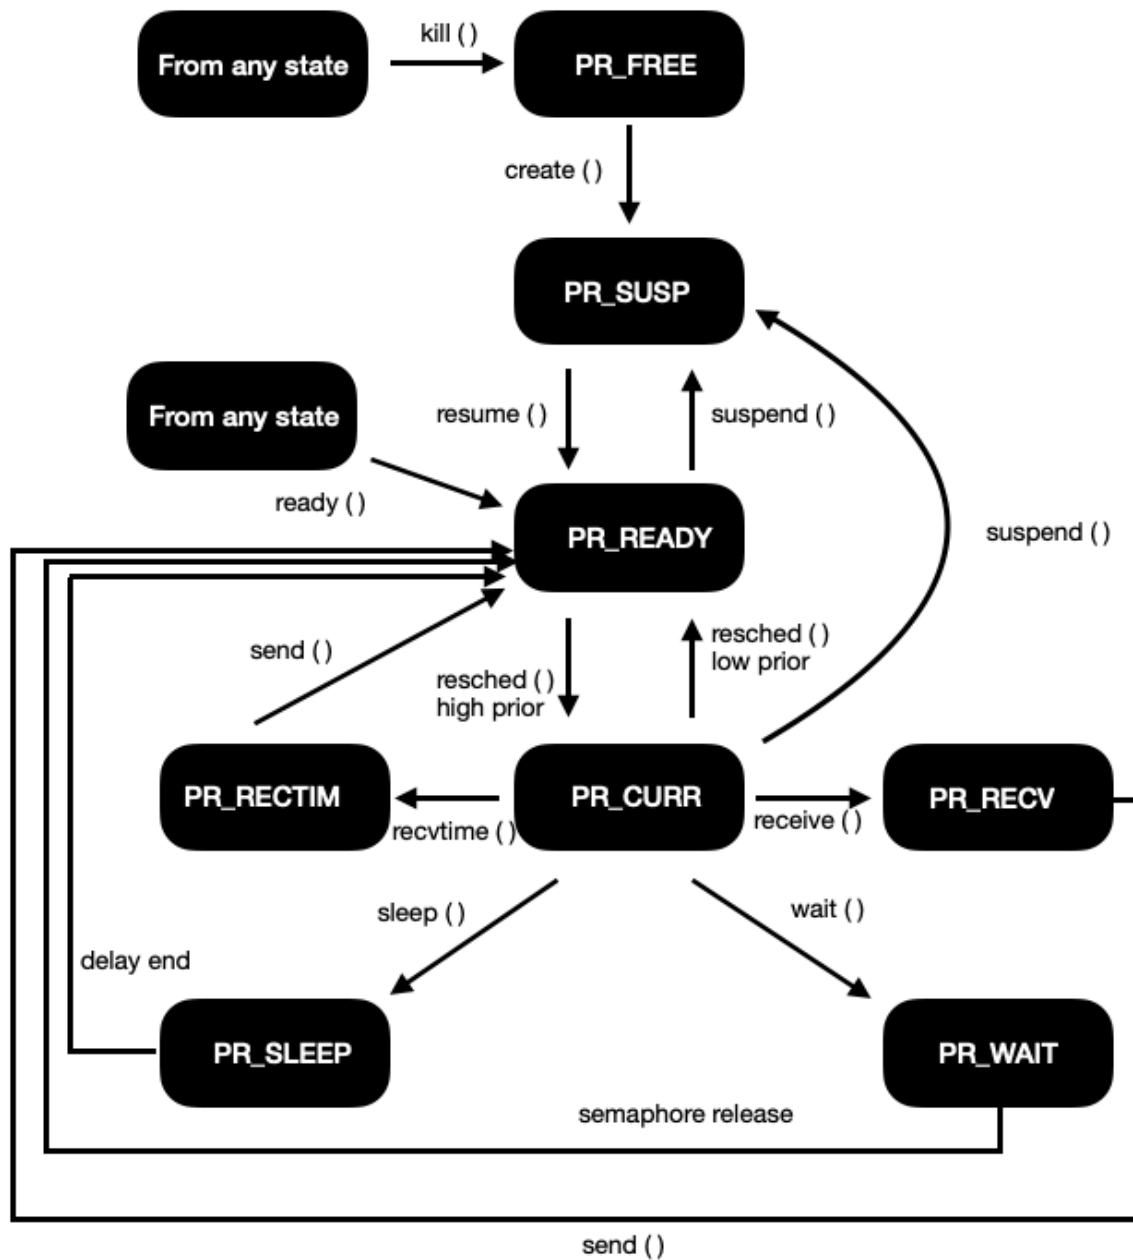 kill ( )
From any state
PR_FREE
create ( )
PR_SUSP
From any state
resume ( )
suspend ( )
ready ( )
PR_READY
suspend ( )
send ( )
resched ( )
high prior
resched ( )
low prior
PR_RECTIM
PR_CURR
PR_RECV
recvtime ( )
receive ( )
sleep ( )
wait ( )
delay end
PR_SLEEP
PR_WAIT
semaphore release
send ( )